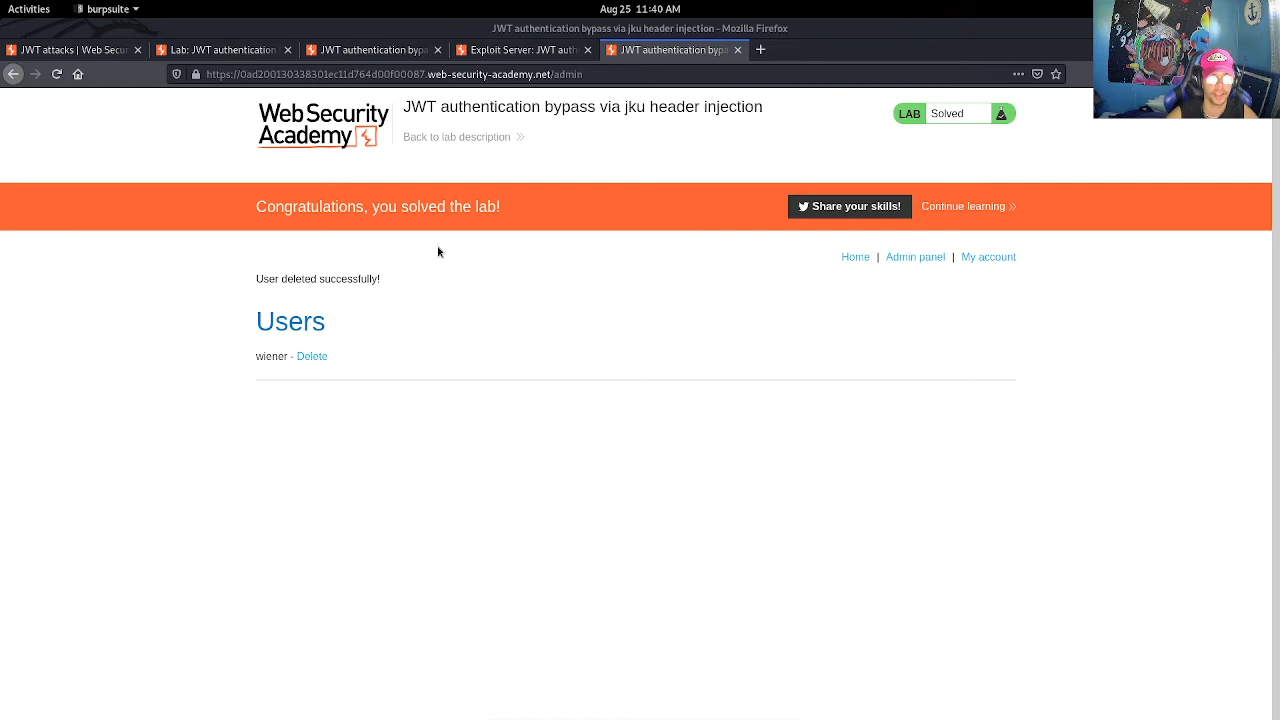 Activities burpsuite Aug 25 11:40 AM
JWT authentication bypass via jku header injection - Mozilla Firefox
JWT attacks | Web Secur Lab: JWT authentication JWT authentication bypa Exploit Server: JWT auth JWT authentication bypa
https://0ad200130338301ec11d764d00f00087.web-security-academy.net/admin
Web Security
Academy
JWT authentication bypass via jku header injection
Back to lab description
LAB Solved
Congratulations, you solved the lab!
Share your skills! Continue learning
Home | Admin panel | My account
User deleted successfully!
Users
wiener - Delete